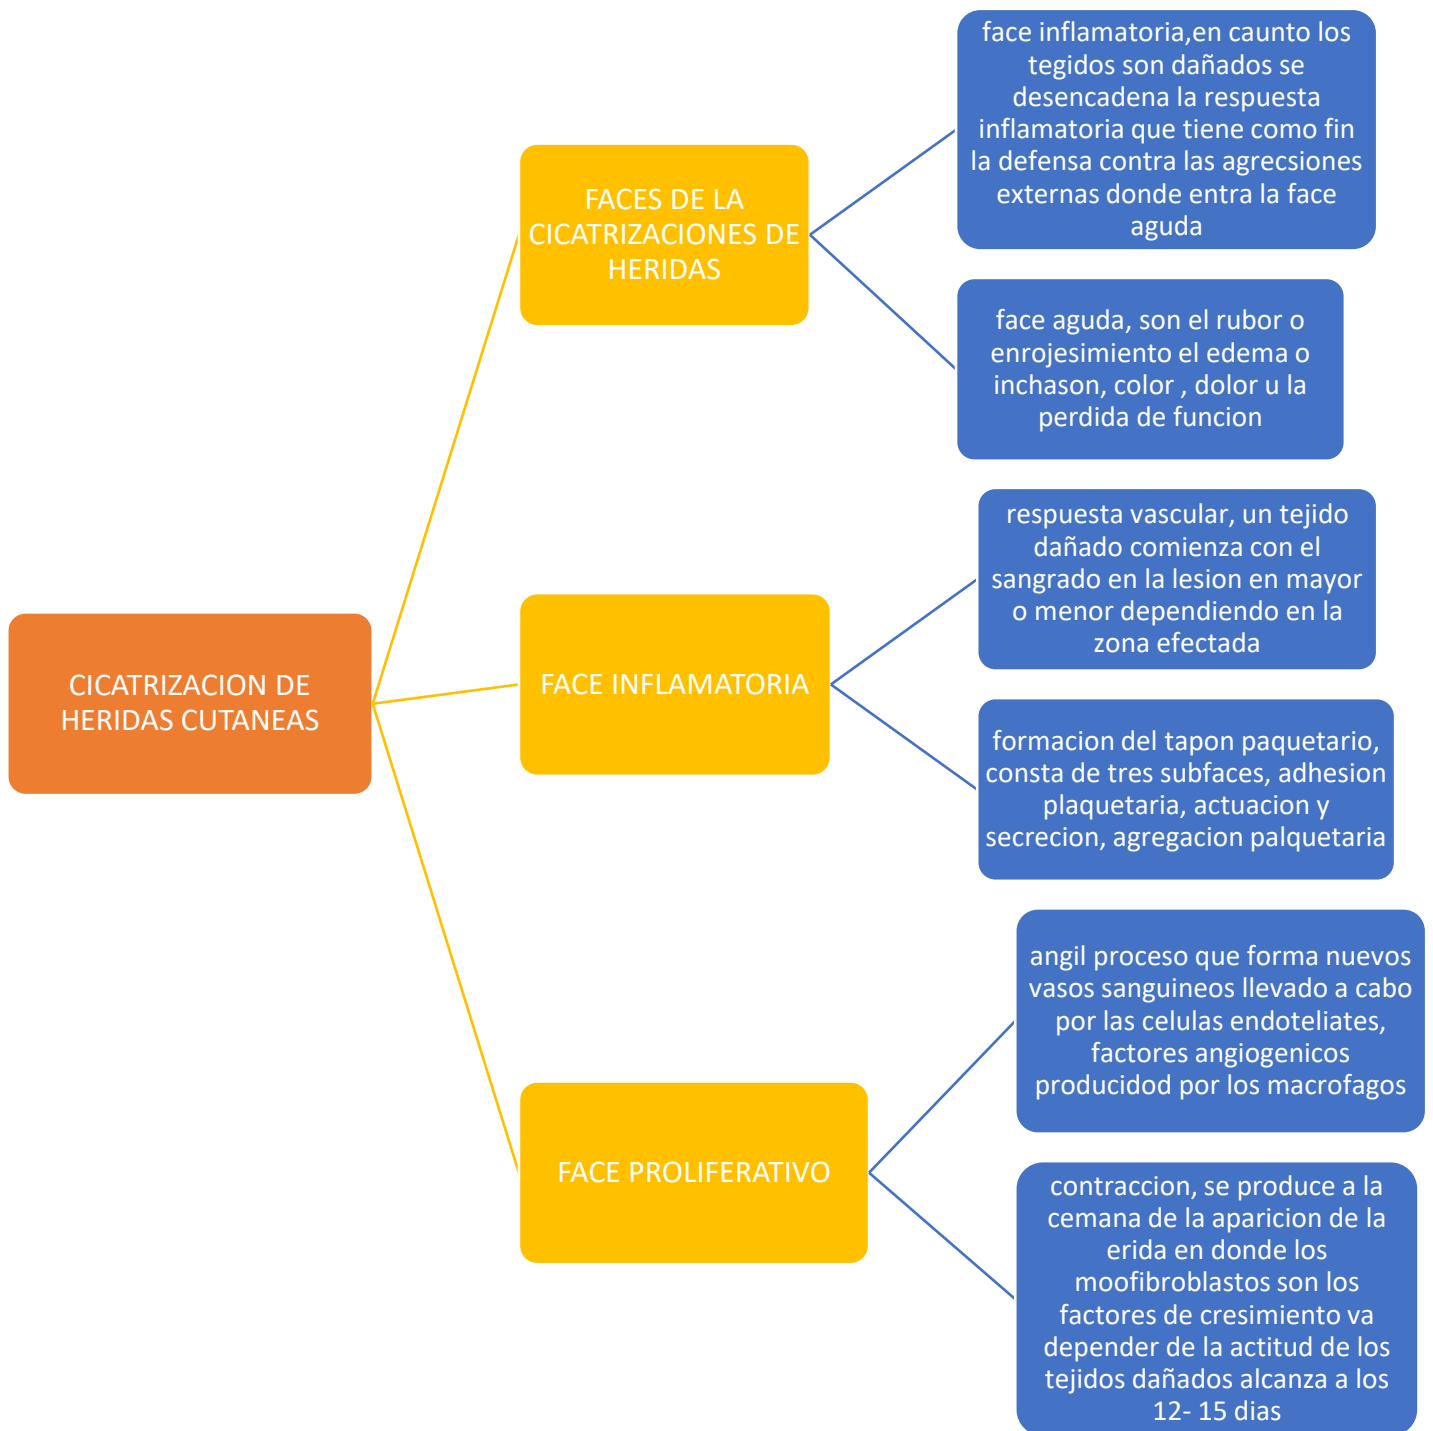 CICATRIZACION DE
HERIDAS CUTANEAS
FACES DE LA
CICATRIZACIONES DE
HERIDAS
face inflamatoria,en caunto los
tegidos son dañados se
desencadena la respuesta
inflamatoria que tiene como fin
la defensa contra las agrecsiones
externas donde entra la face
aguda
face aguda, son el rubor o
enrojesimiento el edema o
inchason, color , dolor u la
perdida de funcion
FACE INFLAMATORIA
respuesta vascular, un tejido
dañado comienza con el
sangrado en la lesion en mayor
o menor dependiendo en la
zona efectada
formacion del tapon paquetario,
consta de tres subfaces, adhesion
plaquetaria, actuacion y
secrecion, agregacion palquetaria
FACE PROLIFERATIVO
angil proceso que forma nuevos
vasos sanguineos llevado a cabo
por las celulas endoteliates,
factores angiogenicos
producidod por los macrofagos
contraccion, se produce a la
cemana de la aparicion de la
erida en donde los
moofibroblastos son los
factores de cresimiento va
depender de la actitud de los
tejidos dañados alcanza a los
12- 15 dias